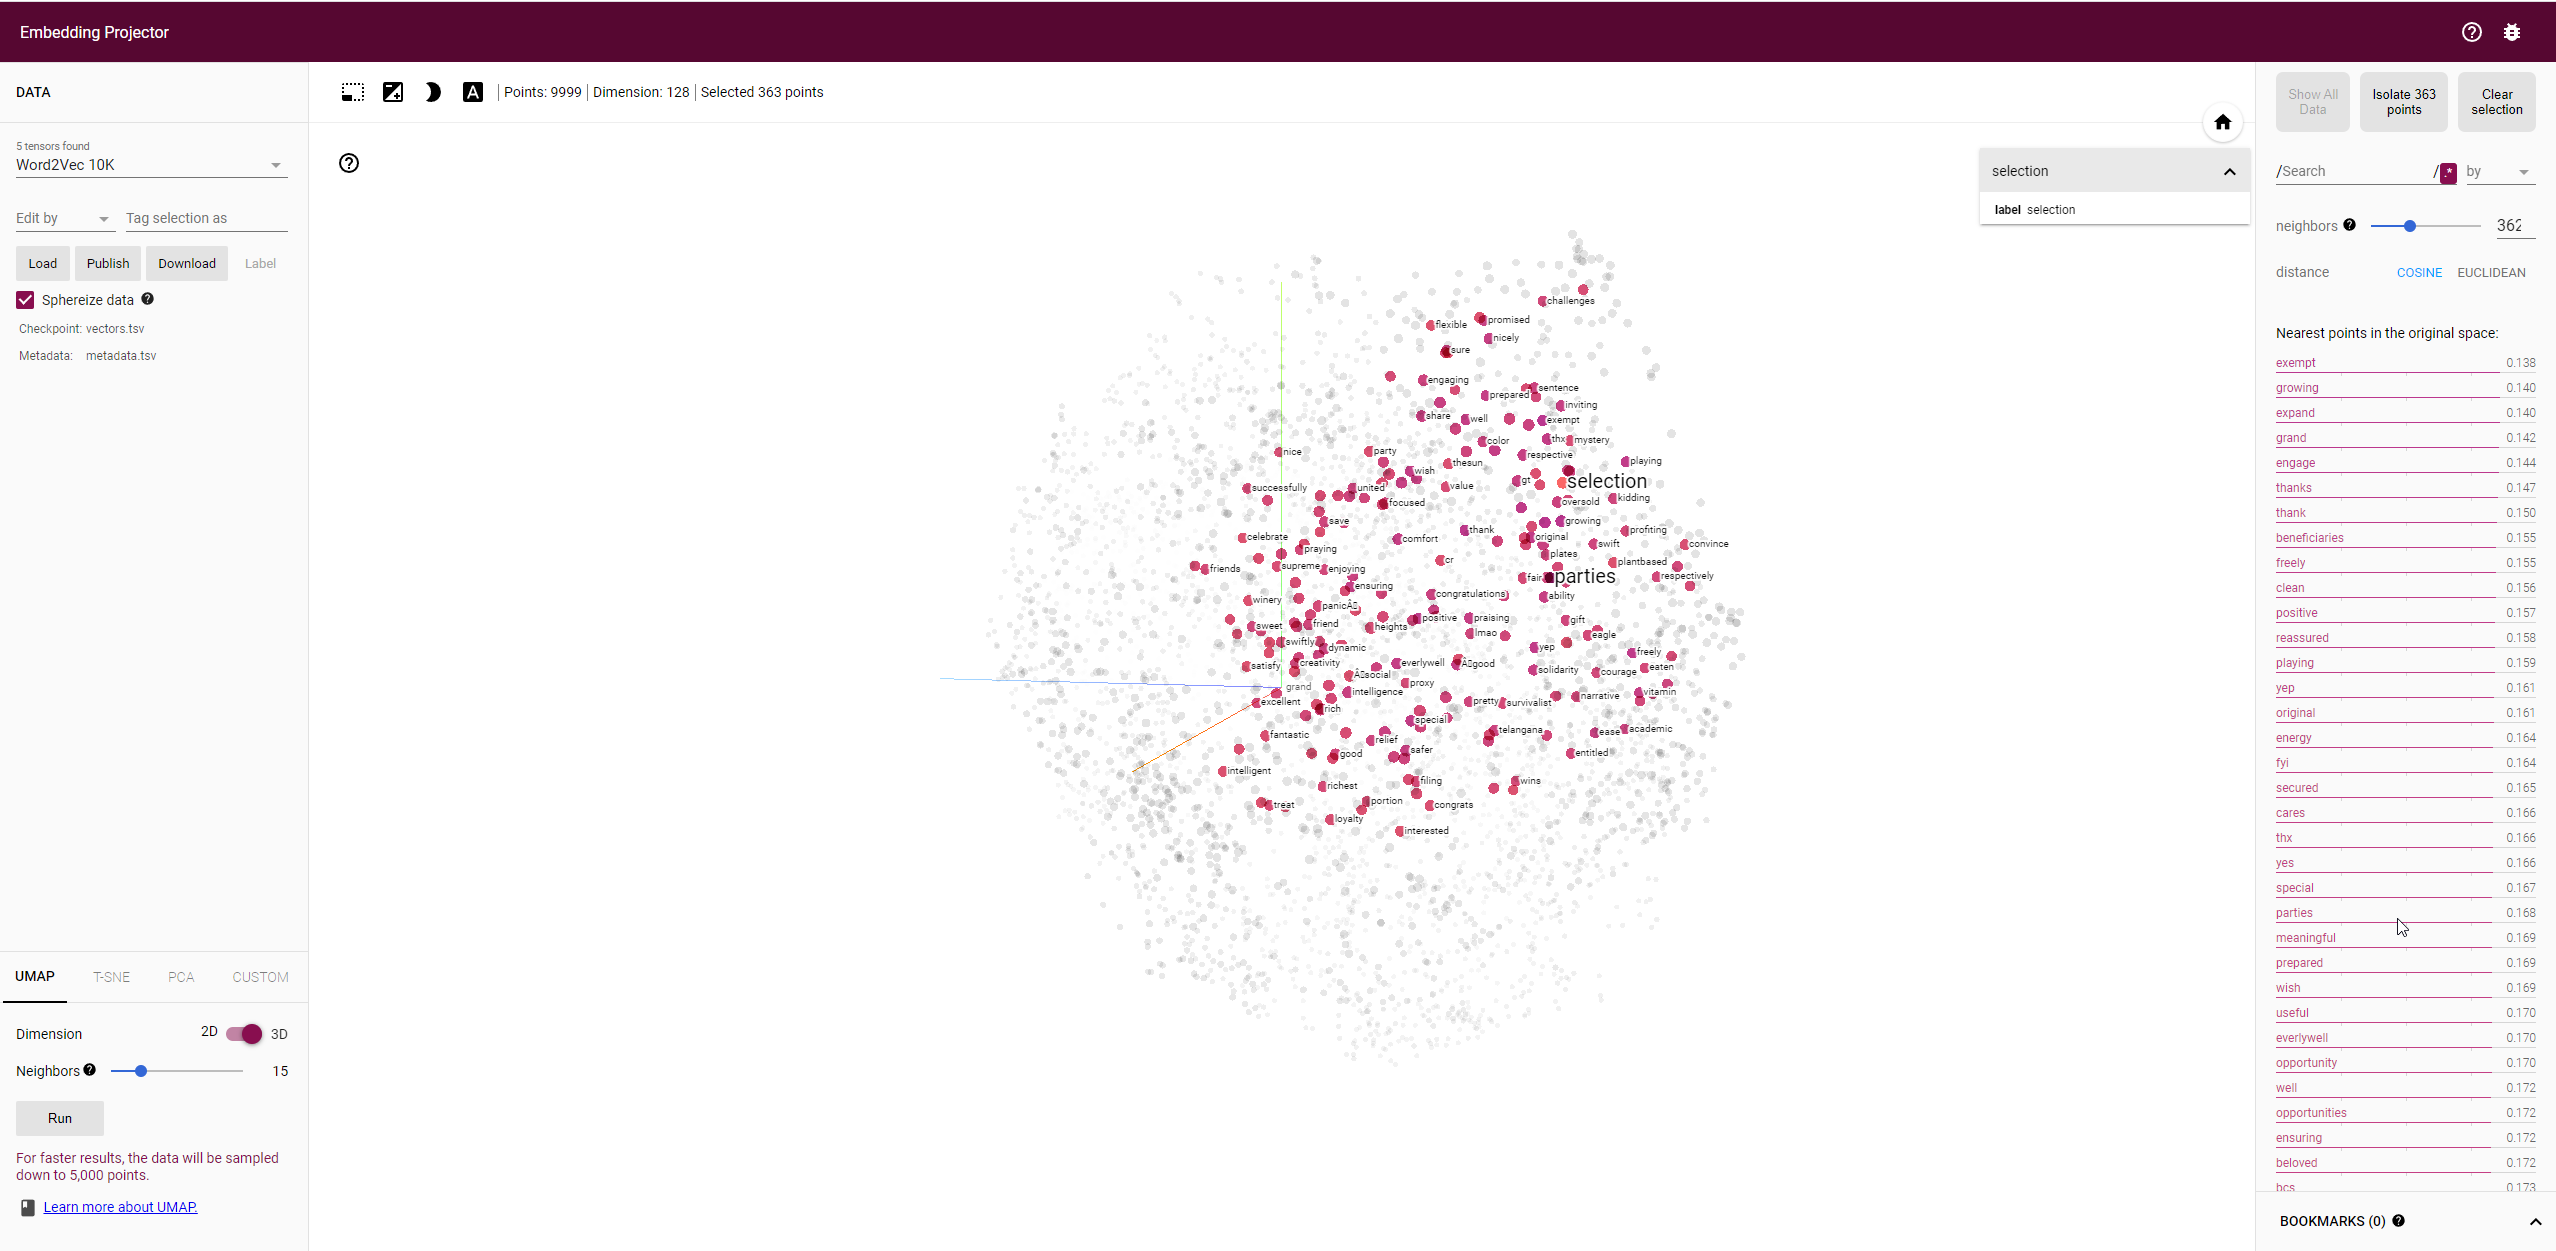 Embedding Projector
DATA
5 tensors found
Word2Vec 10K
Edit by
Tag selection as
Load
Publish
Download
Label
Sphereize data
Checkpoint: vectors.tsv
Metadata: metadata.tsv
UMAP
T-SNE
PCA
CUSTOM
Dimension
2D
3D
Neighbors
15
Run
For faster results, the data will be sampled
down to 5,000 points.
Learn more about UMAP.
Points: 9999 | Dimension: 128 | Selected 363 points
selection
label selection
challenges
flexible
promised
nicely
sure
engaging
sentence
prepared
inviting
share
well
exempt
color
thx
mystery
nice
party
respective
thesun
playing
wish
gt
selection
successfully
united
value
kidding
focused
oversold
save
growing
thank
profiting
celebrate
comfort
original
swift
convince
praying
plates
cr
plantbased
friends
supreme
enjoying
fair
parties
respectively
ensuring
congratulations
ability
winery
panicÂ
positive
praising
gift
sweet
friend
heights
lmao
eagle
swiftly
dynamic
yep
freely
satisfy
creativity
everlywell
good
solidarity
courage
eaten
social
proxy
grand
intelligence
narrative
vitamin
excellent
rich
pretty
survivalist
special
telangana
ease
academic
fantastic
relief
good
safer
entitled
intelligent
richest
filing
wins
treat
portion
congrats
loyalty
interested
Show All
Data
Isolate 363
points
Clear
selection
/Search
/.*
by
neighbors
362
distance
COSINE
EUCLIDEAN
Nearest points in the original space:
exempt 0.138
growing 0.140
expand 0.140
grand 0.142
engage 0.144
thanks 0.147
thank 0.150
beneficiaries 0.155
freely 0.155
clean 0.156
positive 0.157
reassured 0.158
playing 0.159
yep 0.161
original 0.161
energy 0.164
fyi 0.164
secured 0.165
cares 0.166
thx 0.166
yes 0.166
special 0.167
parties 0.168
meaningful 0.169
prepared 0.169
wish 0.169
useful 0.170
everlywell 0.170
opportunity 0.170
well 0.172
opportunities 0.172
ensuring 0.172
beloved 0.172
bcs 0.173
BOOKMARKS (0)